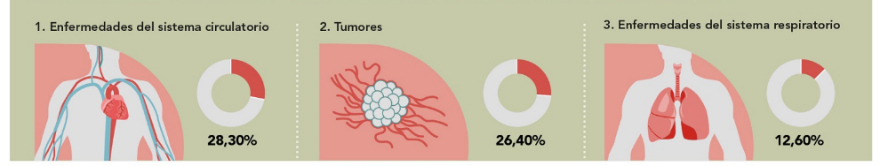 1. Enfermedades del sistema circulatorio
28,30%
2. Tumores
26,40%
3. Enfermedades del sistema respiratorio
12,60%